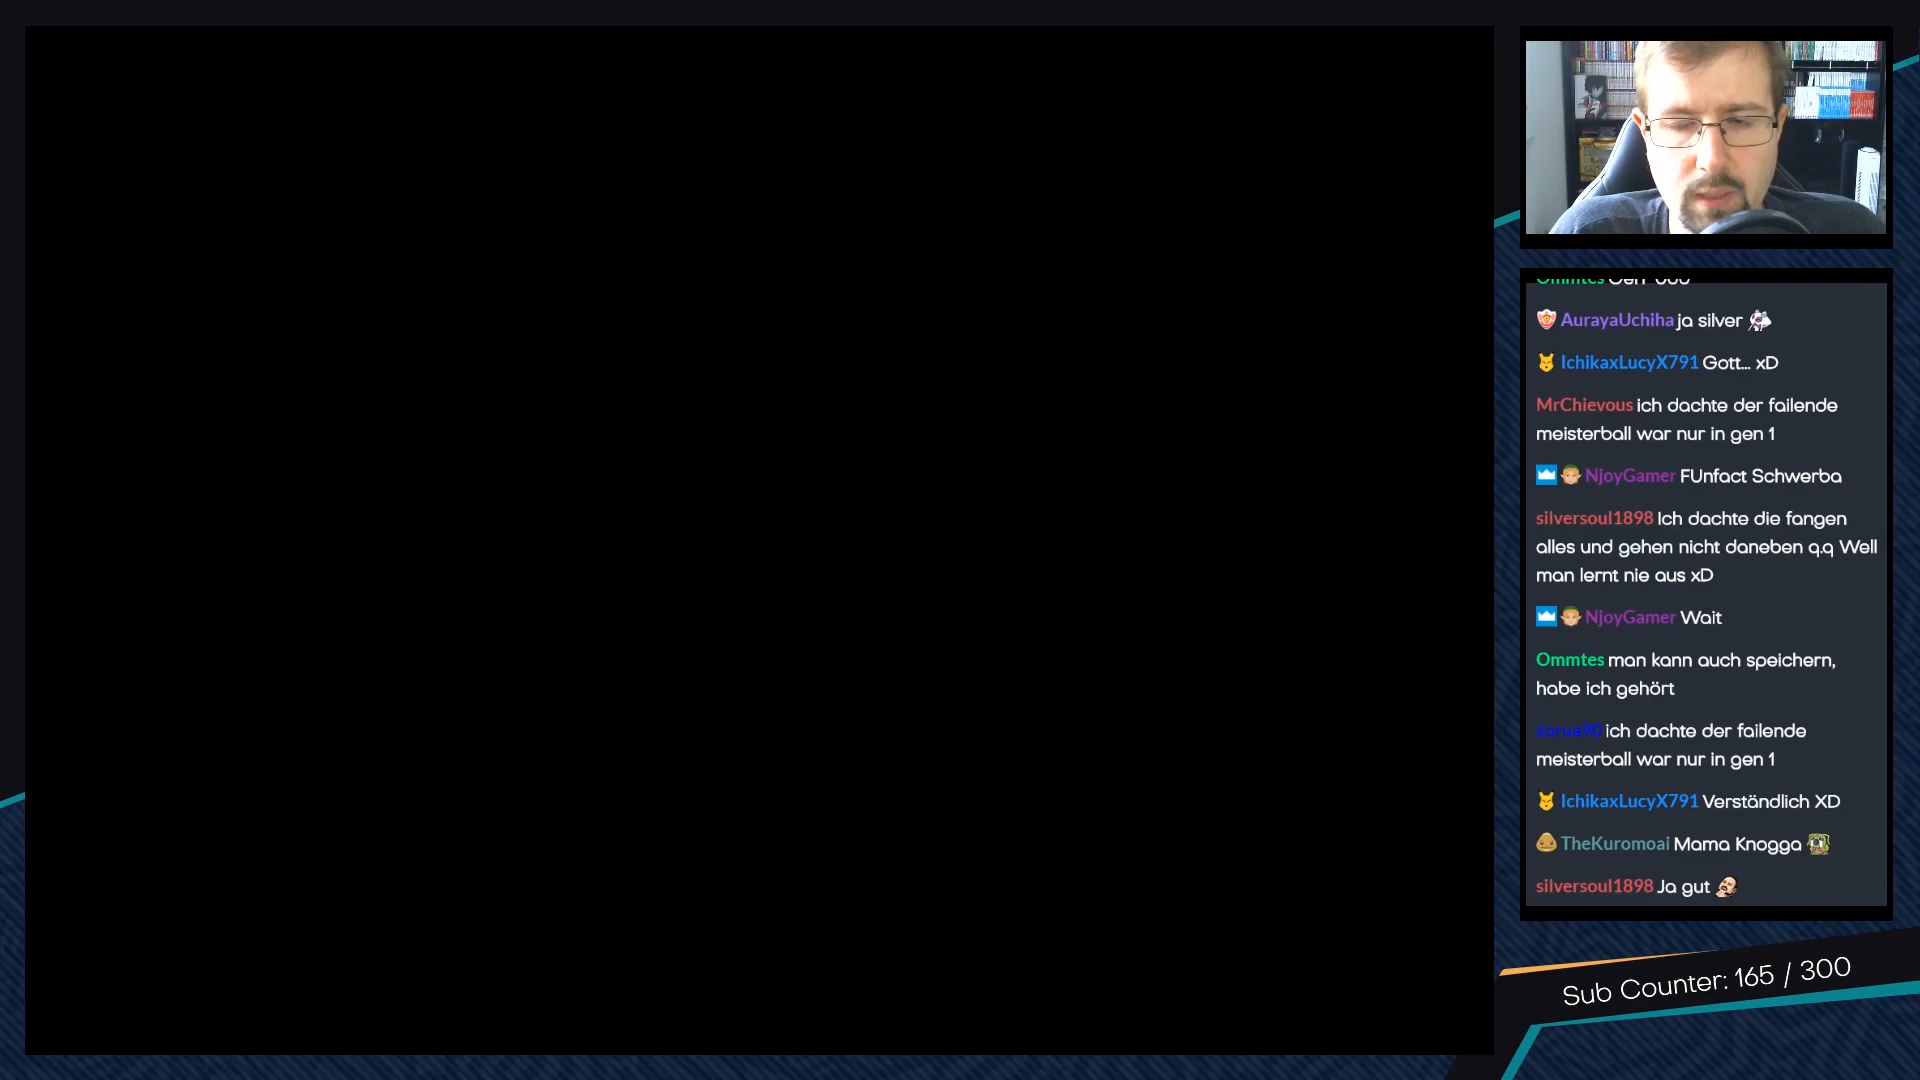 AurayaUchiha ja silver
IchikaxLucyX791 Gott... xD
MrChievous ich dachte der failende
meisterball war nur in gen 1
NjoyGamer FUnfact Schwerba
silversoul1898 Ich dachte die fangen
alles und gehen nicht daneben q.q Well
man lernt nie aus xD
NjoyGamer Wait
Ommtes man kann auch speichern,
habe ich gehört
zorua90 ich dachte der failende
meisterball war nur in gen 1
IchikaxLucyX791 Verständlich XD
TheKuromoai Mama Knogga
silversoul1898 Ja gut
Sub Counter: 165 / 300